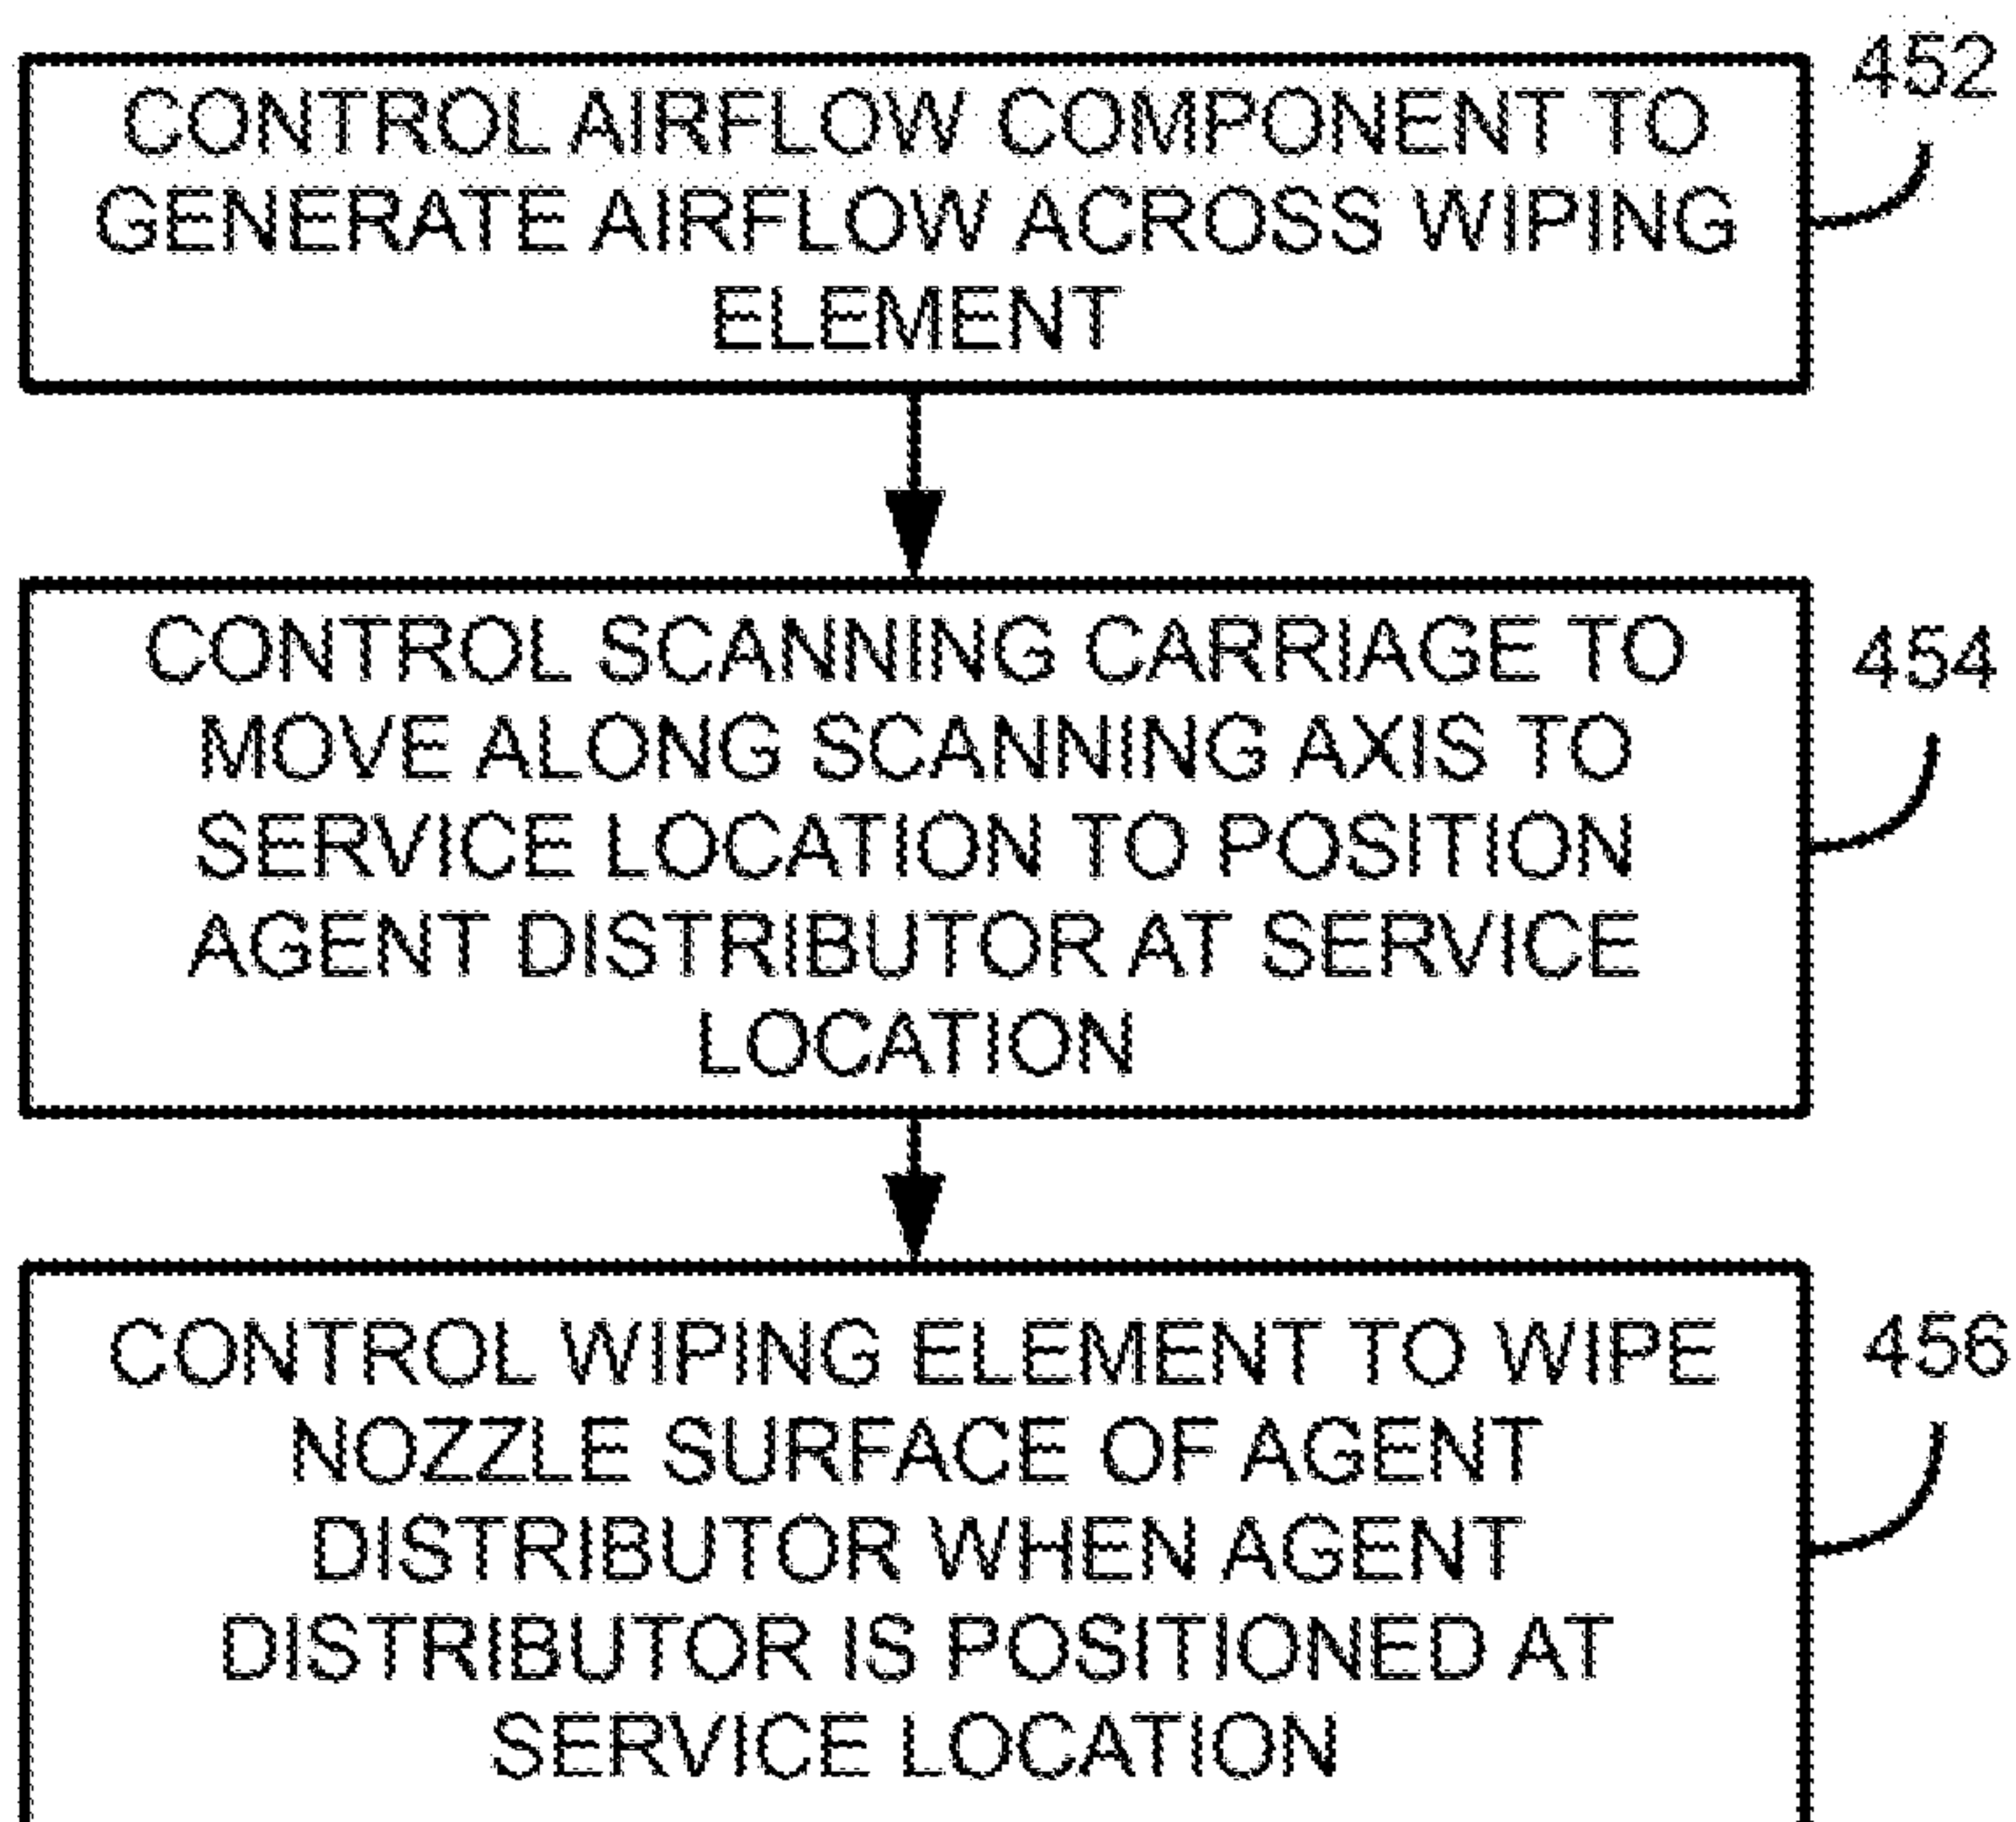 452
CONTROL AIRFLOW COMPONENT TO
GENERATE AIRFLOW ACROSS WIPING
ELEMENT
454
CONTROL SCANNING CARRIAGE TO
MOVE ALONG SCANNING AXIS TO
SERVICE LOCATION TO POSITION
AGENT DISTRIBUTOR AT SERVICE
LOCATION
456
CONTROL WIPING ELEMENT TO WIPE
NOZZLE SURFACE OF AGENT
DISTRIBUTOR WHEN AGENT
DISTRIBUTOR IS POSITIONED AT
SERVICE LOCATION